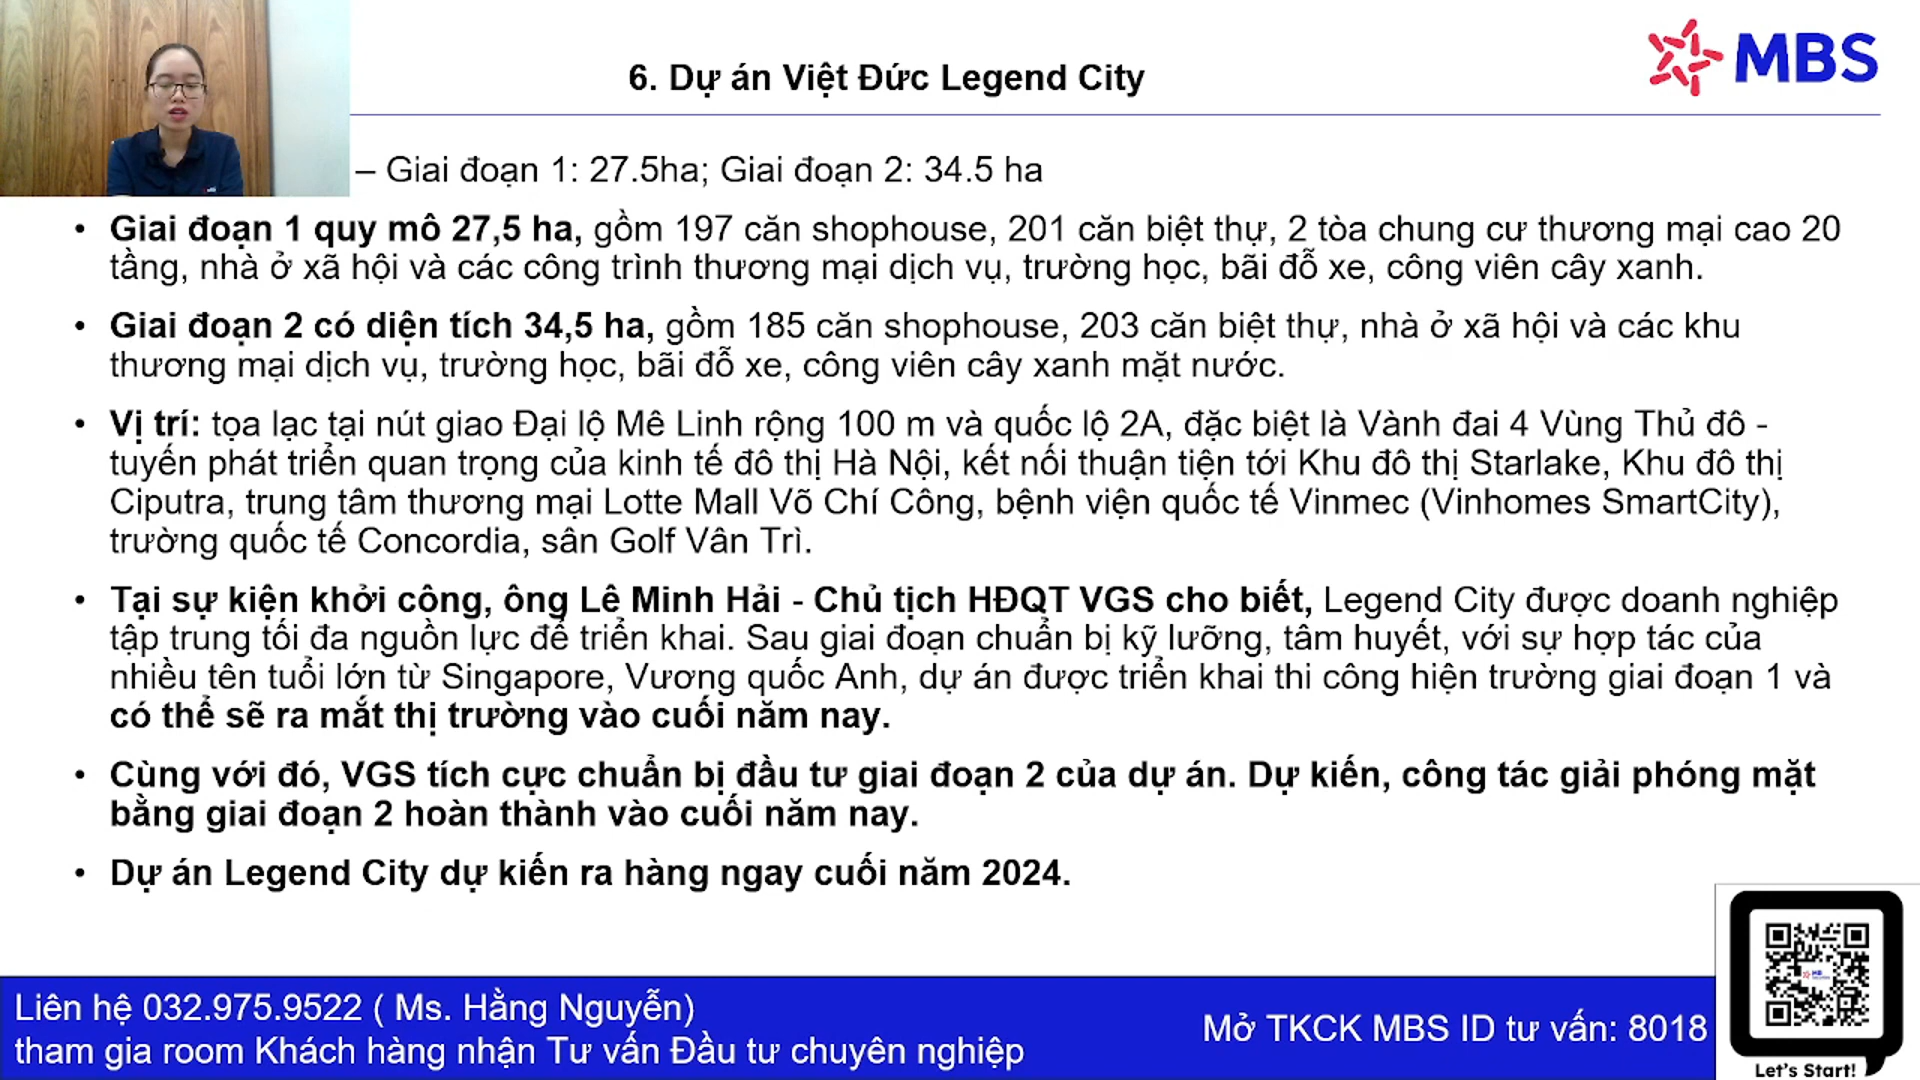 MBS
6. Dự án Việt Đức Legend City
– Giai đoạn 1: 27.5ha; Giai đoạn 2: 34.5 ha
• Giai đoạn 1 quy mô 27,5 ha, gồm 197 căn shophouse, 201 căn biệt thự, 2 tòa chung cư thương mại cao 20
tầng, nhà ở xã hội và các công trình thương mại dịch vụ, trường học, bãi đỗ xe, công viên cây xanh.
• Giai đoạn 2 có diện tích 34,5 ha, gồm 185 căn shophouse, 203 căn biệt thự, nhà ở xã hội và các khu
thương mại dịch vụ, trường học, bãi đỗ xe, công viên cây xanh mặt nước.
• Vị trí: tọa lạc tại nút giao Đại lộ Mê Linh rộng 100 m và quốc lộ 2A, đặc biệt là Vành đai 4 Vùng Thủ đô -
tuyến phát triển quan trọng của kinh tế đô thị Hà Nội, kết nối thuận tiện tới Khu đô thị Starlake, Khu đô thị
Ciputra, trung tâm thương mại Lotte Mall Võ Chí Công, bệnh viện quốc tế Vinmec (Vinhomes SmartCity),
trường quốc tế Concordia, sân Golf Vân Trì.
• Tại sự kiện khởi công, ông Lê Minh Hải - Chủ tịch HĐQT VGS cho biết, Legend City được doanh nghiệp
tập trung tối đa nguồn lực để triển khai. Sau giai đoạn chuẩn bị kỹ lưỡng, tâm huyết, với sự hợp tác của
nhiều tên tuổi lớn từ Singapore, Vương quốc Anh, dự án được triển khai thi công hiện trường giai đoạn 1 và
có thể sẽ ra mắt thị trường vào cuối năm nay.
• Cùng với đó, VGS tích cực chuẩn bị đầu tư giai đoạn 2 của dự án. Dự kiến, công tác giải phóng mặt
bằng giai đoạn 2 hoàn thành vào cuối năm nay.
• Dự án Legend City dự kiến ra hàng ngay cuối năm 2024.
Liên hệ 032.975.9522 ( Ms. Hằng Nguyễn)
tham gia room Khách hàng nhận Tư vấn Đầu tư chuyên nghiệp
Mở TKCK MBS ID tư vấn: 8018
Let's Start!